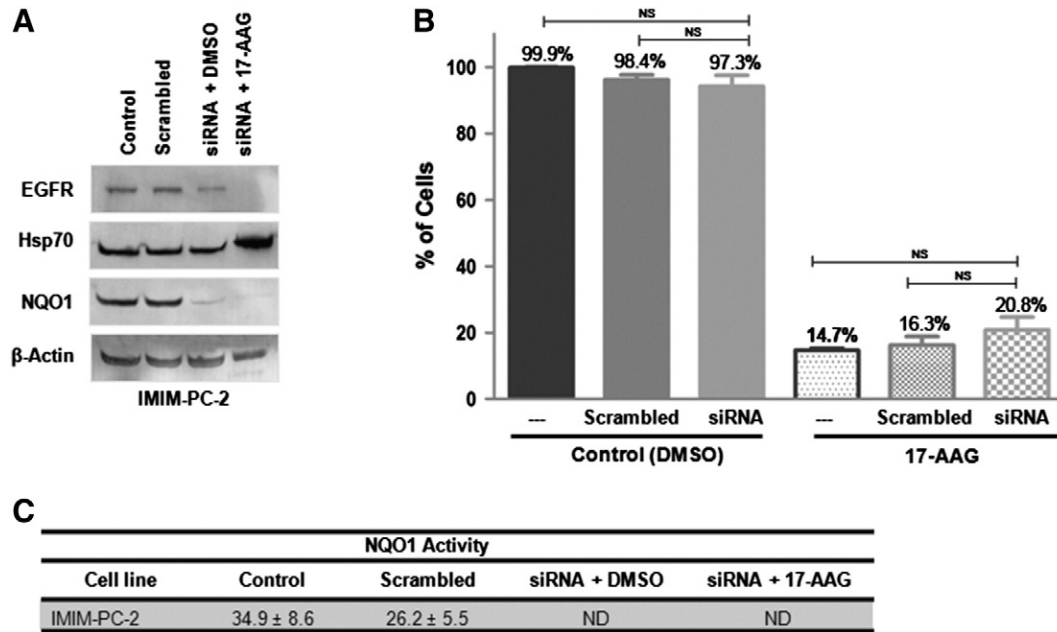 A
Control
Scrambled
siRNA + DMSO
siRNA + 17-AAG
EGFR
Hsp70
NQO1
β-Actin
IMIM-PC-2
B
NS
NS
99.9%
98.4%
97.3%
NS
NS
14.7%
16.3%
20.8%
% of Cells
100
80
60
40
20
0
--- Scrambled siRNA --- Scrambled siRNA
Control (DMSO) 17-AAG
C
NQO1 Activity
Cell line Control Scrambled siRNA + DMSO siRNA + 17-AAG
IMIM-PC-2 34.9 ± 8.6 26.2 ± 5.5 ND ND